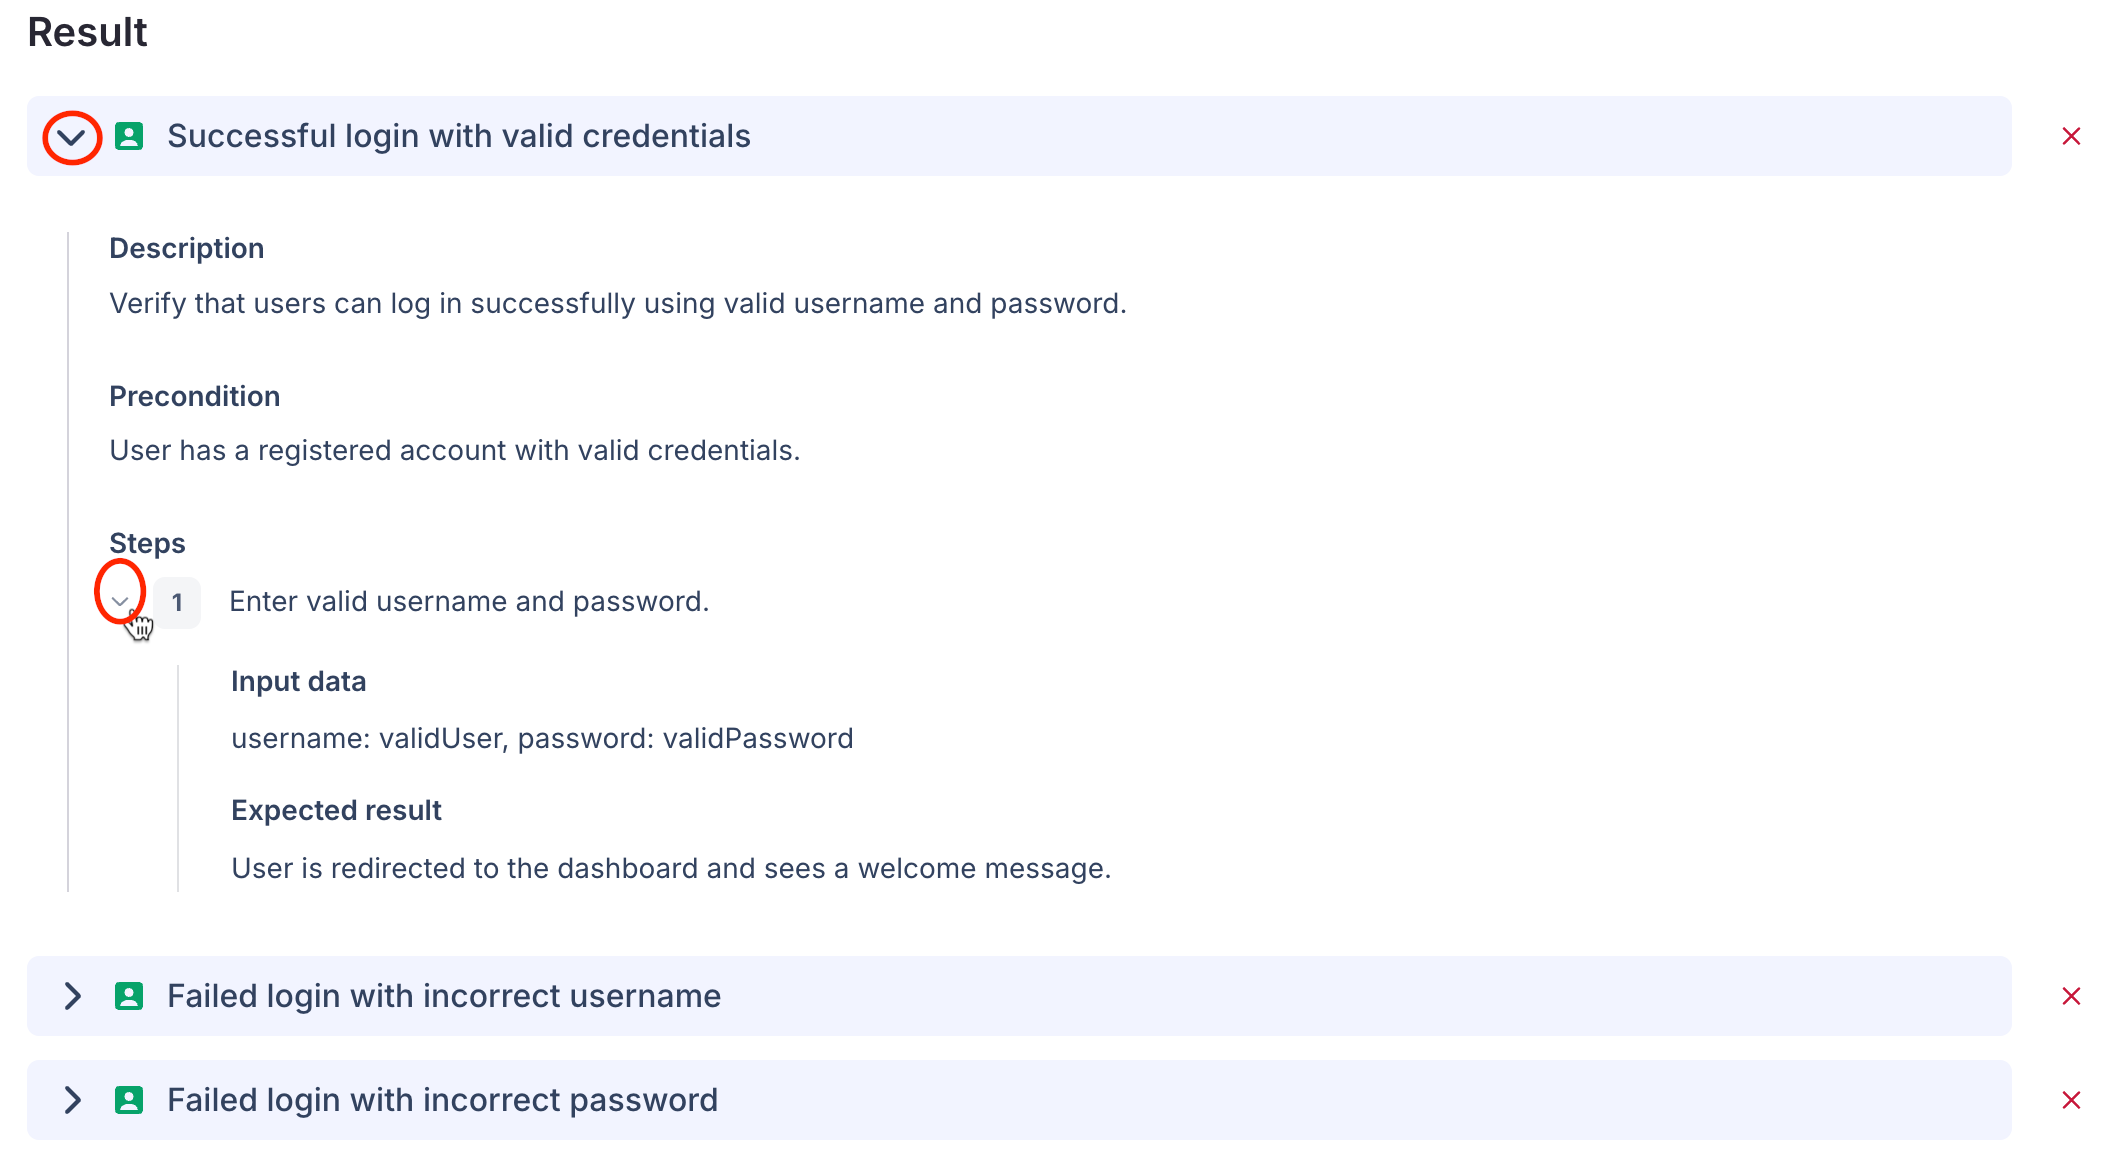 Result
Successful login with valid credentials
Description
Verify that users can log in successfully using valid username and password.
Precondition
User has a registered account with valid credentials.
Steps
1 Enter valid username and password.
Input data
username: validUser, password: validPassword
Expected result
User is redirected to the dashboard and sees a welcome message.
Failed login with incorrect username
Failed login with incorrect password